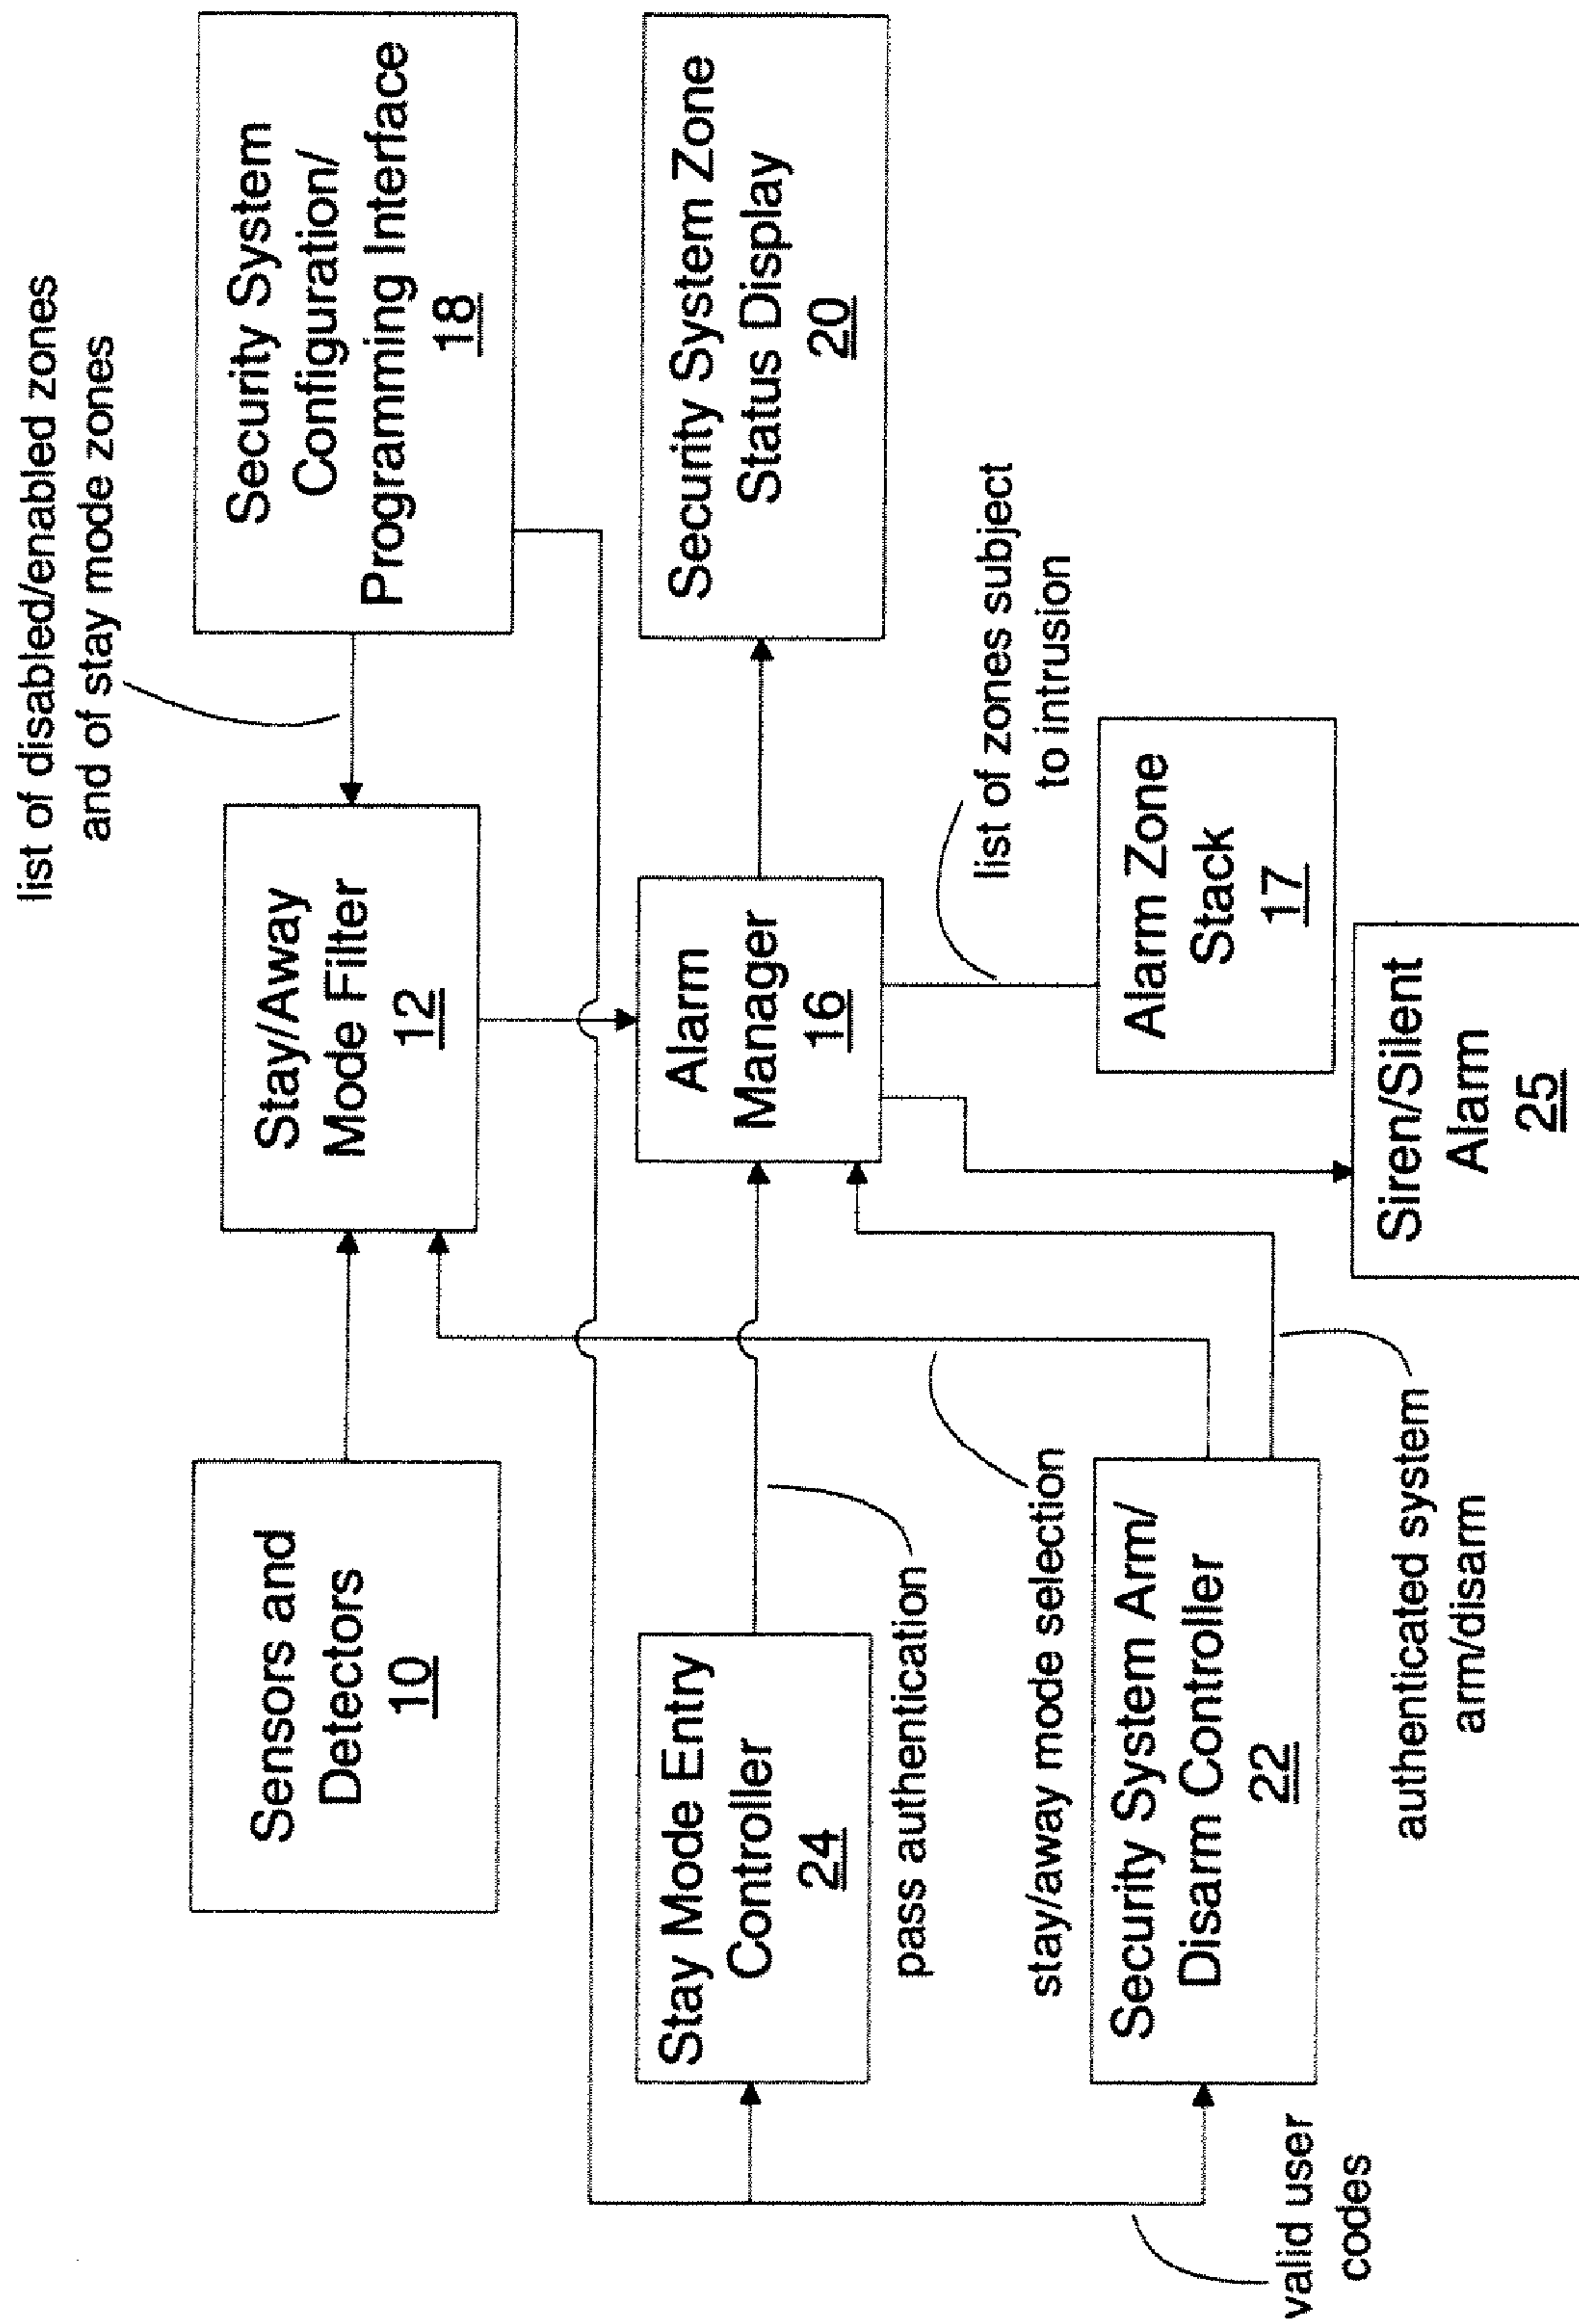 list of disabled/enabled zones
and of stay mode zones
Sensors and
Detectors
10
Stay/Away
Mode Filter
12
Security System
Configuration/
Programming Interface
18
Stay Mode Entry
Controller
24
Alarm
Manager
16
Security System Zone
Status Display
20
pass authentication
list of zones subject
to intrusion
stay/away mode selection
Security System Arm/
Disarm Controller
22
Alarm Zone
Stack
17
valid user
codes
authenticated system
arm/disarm
Siren/Silent
Alarm
25